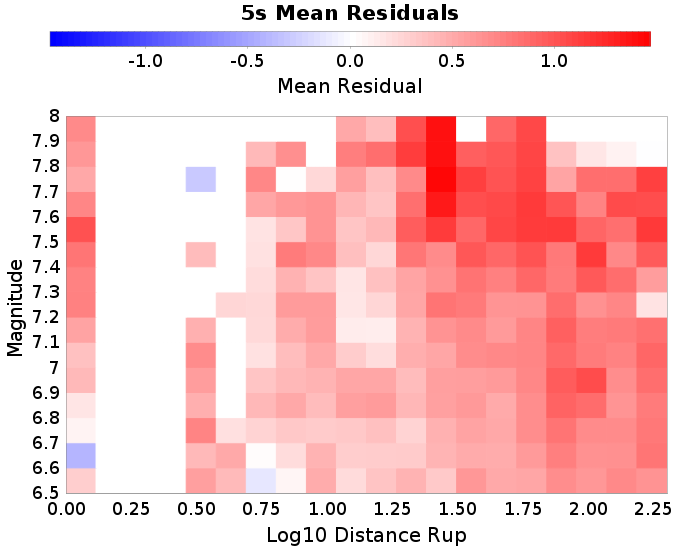 5s Mean Residuals
-1.0 -0.5 0.0 0.5 1.0
Mean Residual
8
7.9
7.8
7.7
7.6
7.5
7.4
7.3
7.2
7.1
7
6.9
6.8
6.7
6.6
6.5
Magnitude
0.00 0.25 0.50 0.75 1.00 1.25 1.50 1.75 2.00 2.25
Log10 Distance Rup